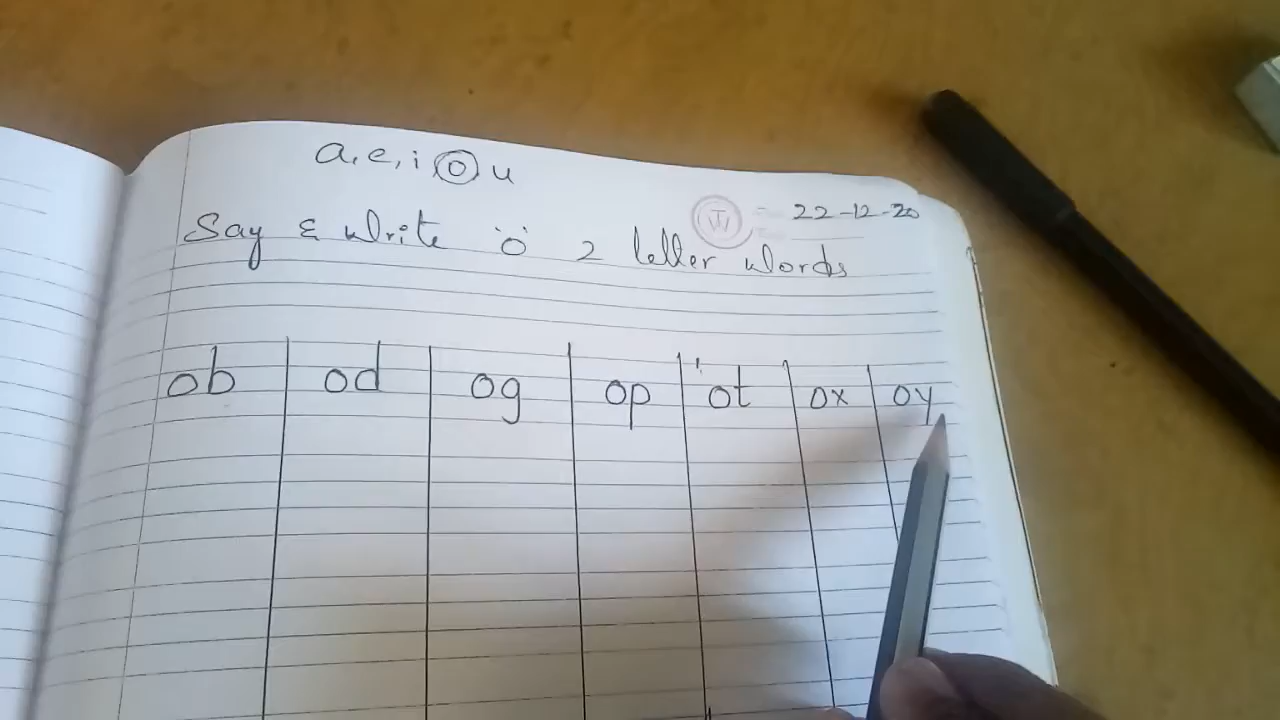 a, e, i o u
22-12-20
Say & Write 'o' 2 letter words
ob od og op ot ox oy